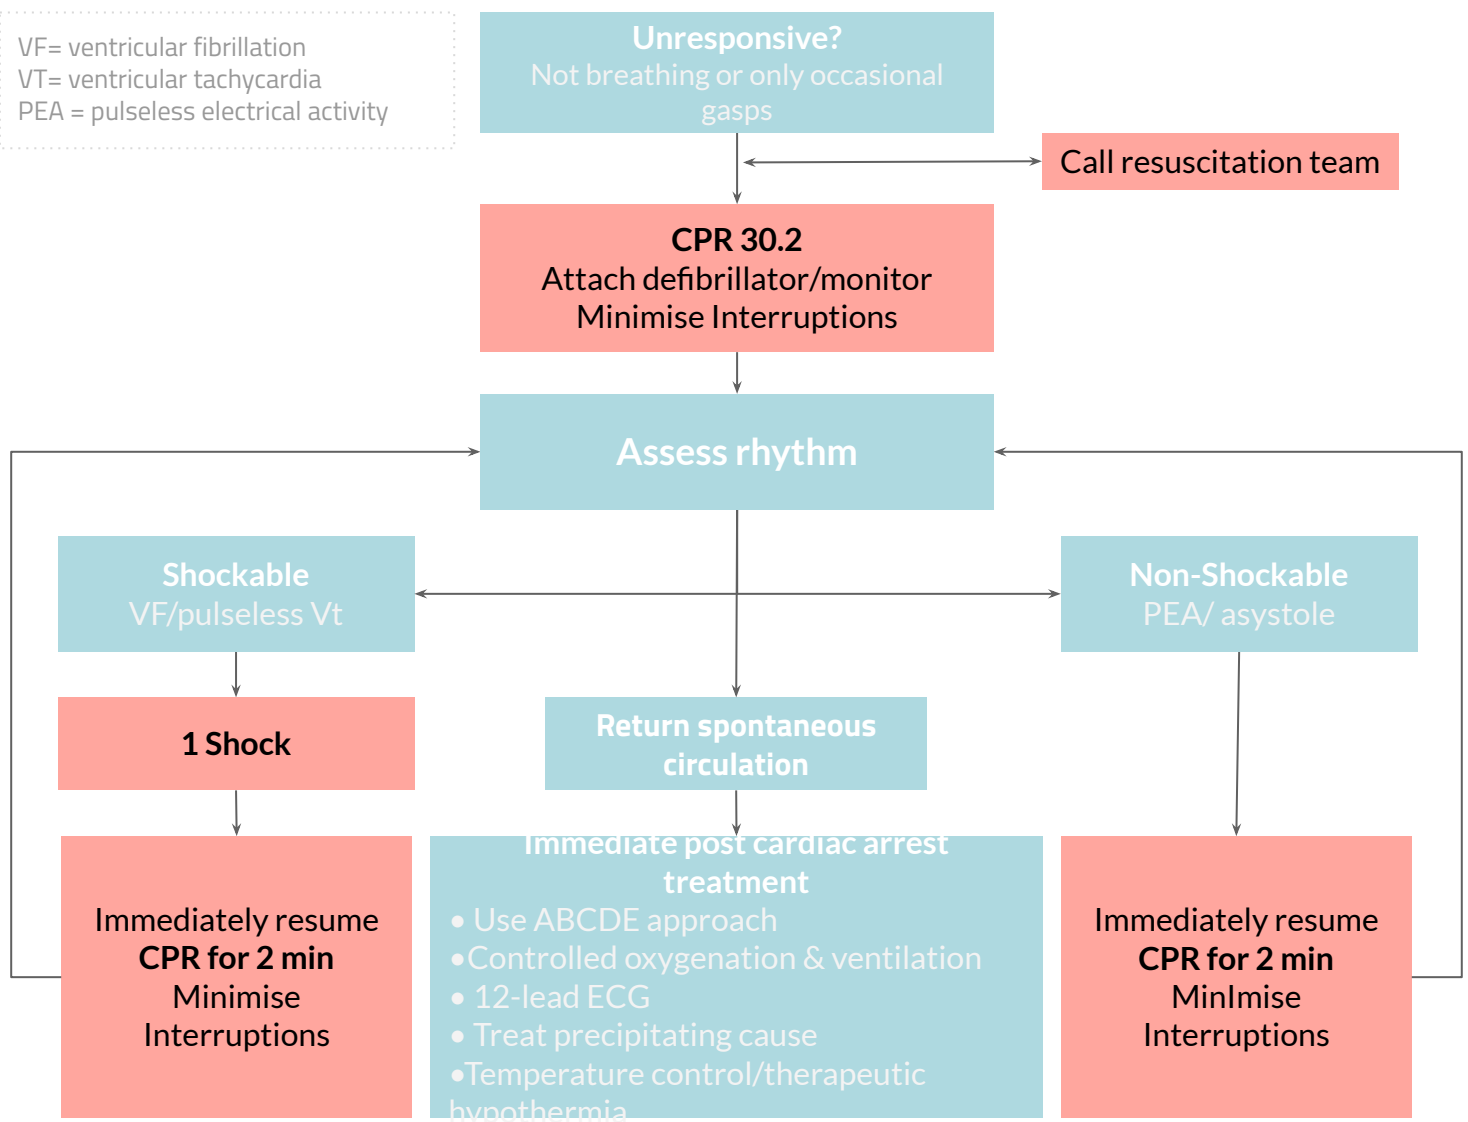 VF= ventricular fibrillation
VT= ventricular tachycardia
PEA = pulseless electrical activity
Unresponsive?
Not breathing or only occasional
gasps
Call resuscitation team
CPR 30.2
Attach defibrillator/monitor
Minimise Interruptions
Assess rhythm
Shockable
VF/pulseless Vt
Non-Shockable
PEA/ asystole
1 Shock
Return spontaneous
circulation
Immediately resume
CPR for 2 min
Minimise
Interruptions
Immediate post cardiac arrest
treatment
• Use ABCDE approach
•Controlled oxygenation & ventilation
• 12-lead ECG
• Treat precipitating cause
•Temperature control/therapeutic
hypothermia
Immediately resume
CPR for 2 min
MinImise
Interruptions